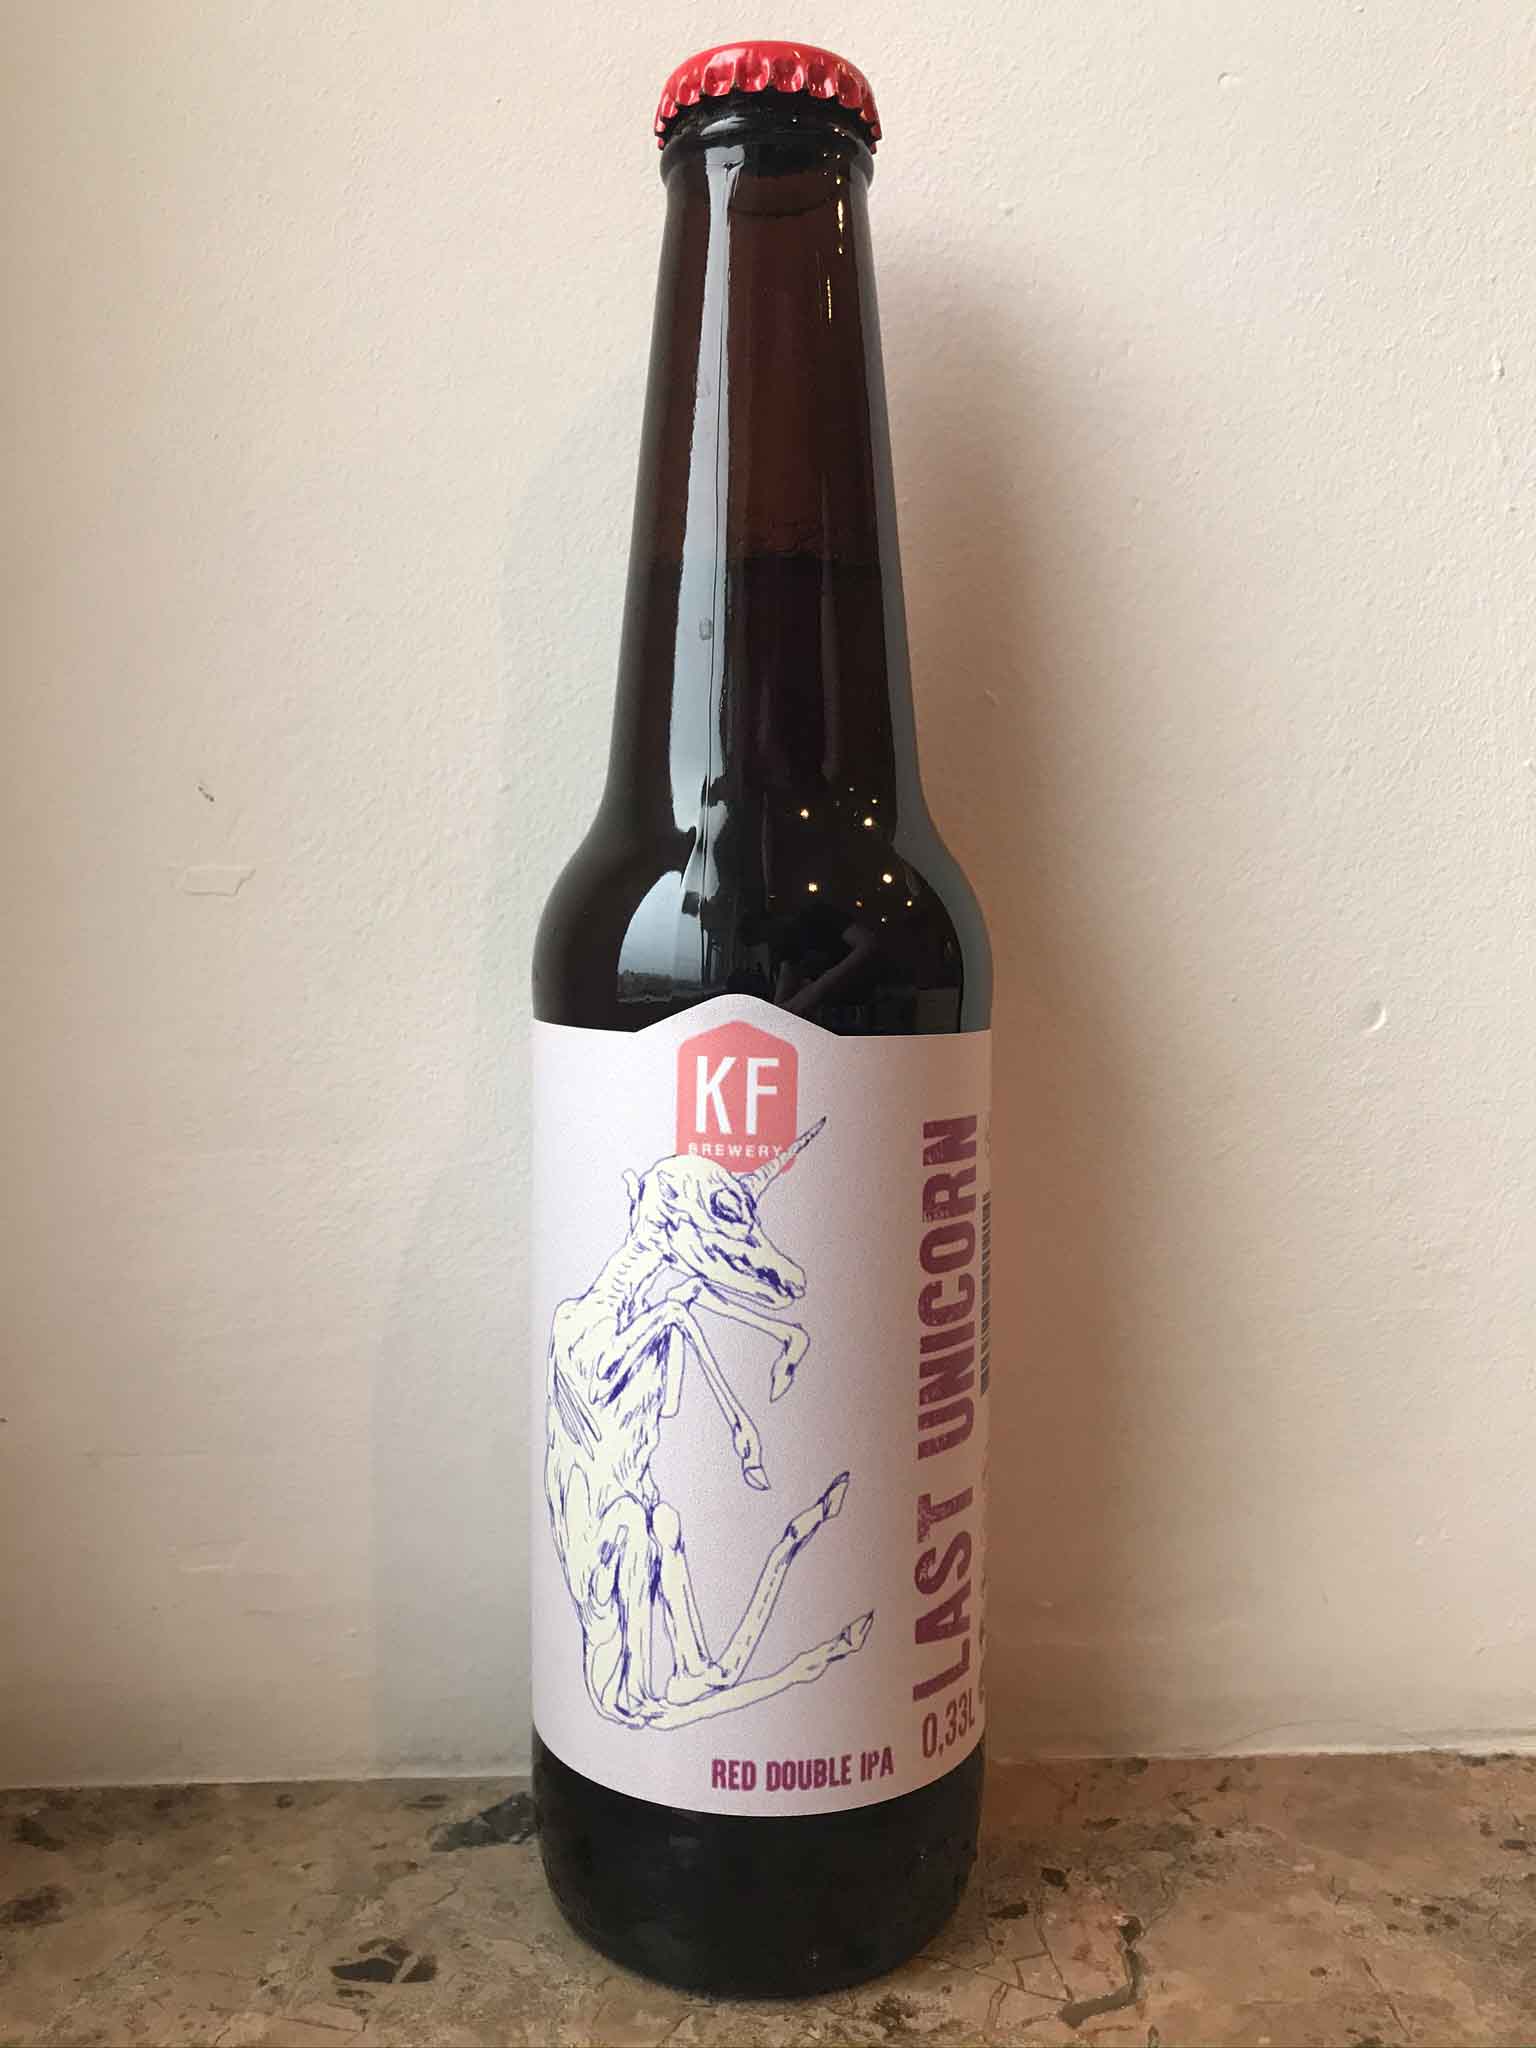 KF
BREWERY
LAST UNICORN
0,33L
RED DOUBLE IPA